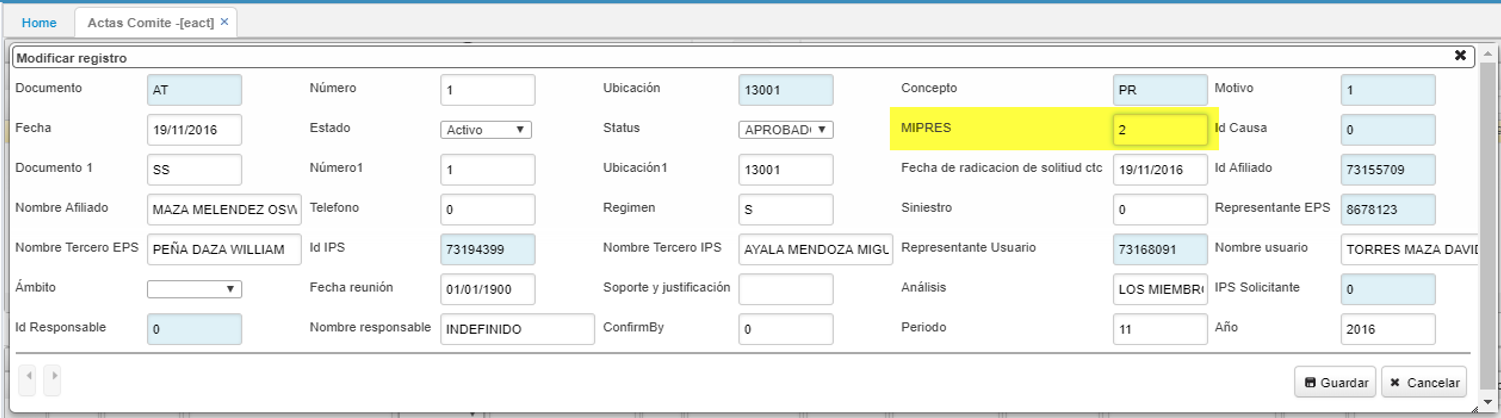 Home Actas Comite -[eact] ×
Modificar registro ✖
Documento AT Número 1 Ubicación 13001 Concepto PR Motivo 1
Fecha 19/11/2016 Estado Activo Status APROBAD MIPRES 2 Id Causa 0
Documento 1 SS Número1 1 Ubicación1 13001 Fecha de radicacion de solitiud ctc 19/11/2016 Id Afiliado 73155709
Nombre Afiliado MAZA MELENDEZ OSW Telefono 0 Regimen S Siniestro 0 Representante EPS 8678123
Nombre Tercero EPS PEÑA DAZA WILLIAM Id IPS 73194399 Nombre Tercero IPS AYALA MENDOZA MIGU Representante Usuario 73168091 Nombre usuario TORRES MAZA DAVID
Ámbito Fecha reunión 01/01/1900 Soporte y justificación Análisis LOS MIEMBR IPS Solicitante 0
Id Responsable 0 Nombre responsable INDEFINIDO ConfirmBy 0 Periodo 11 Año 2016
Guardar ✖ Cancelar